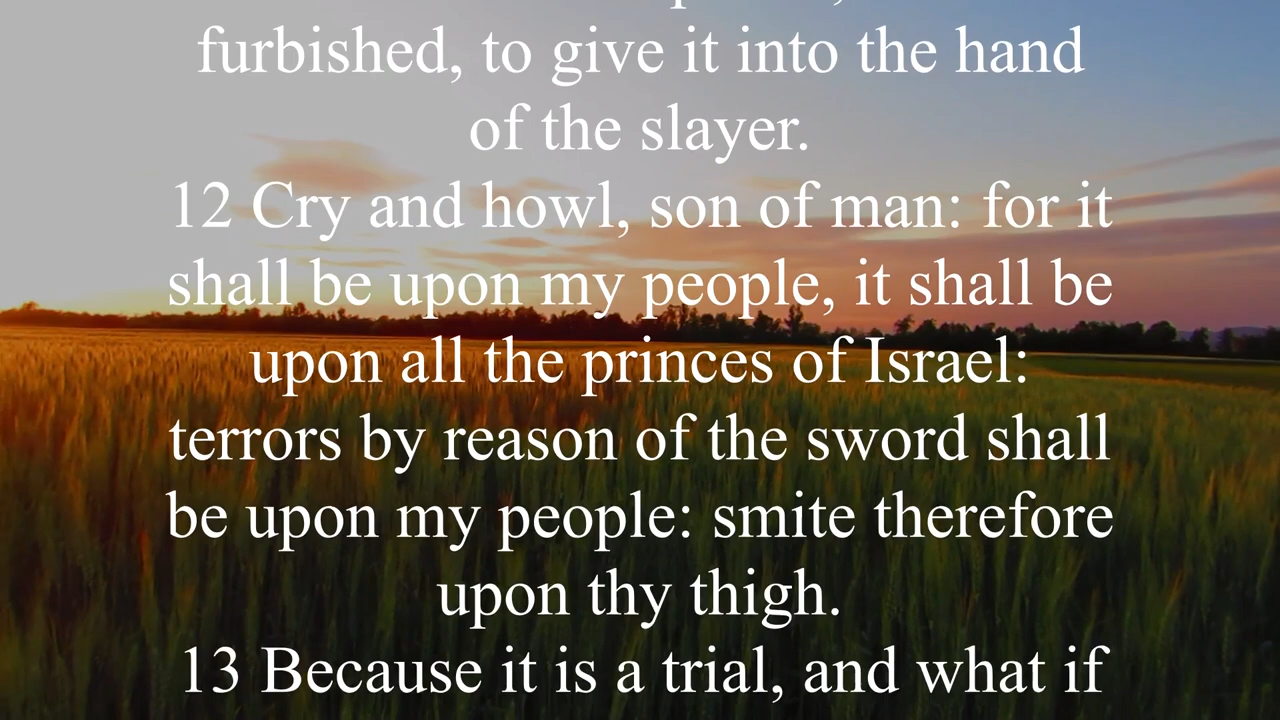 furbished, to give it into the hand
of the slayer.
12 Cry and howl, son of man: for it
shall be upon my people, it shall be
upon all the princes of Israel:
terrors by reason of the sword shall
be upon my people: smite therefore
upon thy thigh.
13 Because it is a trial, and what if